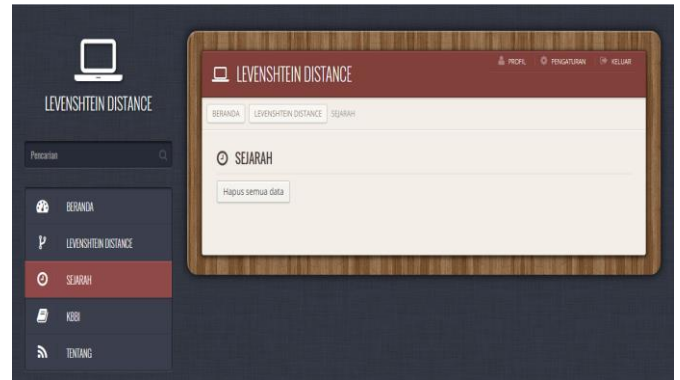 LEVENSHTEIN DISTANCE
Pencarian
BERANDA
LEVENSHTEIN DISTANCE
SEJARAH
KBBI
TENTANG
LEVENSHTEIN DISTANCE
PROFIL PENGATURAN KELUAR
BERANDA LEVENSHTEIN DISTANCE SEJARAH
SEJARAH
Hapus semua data